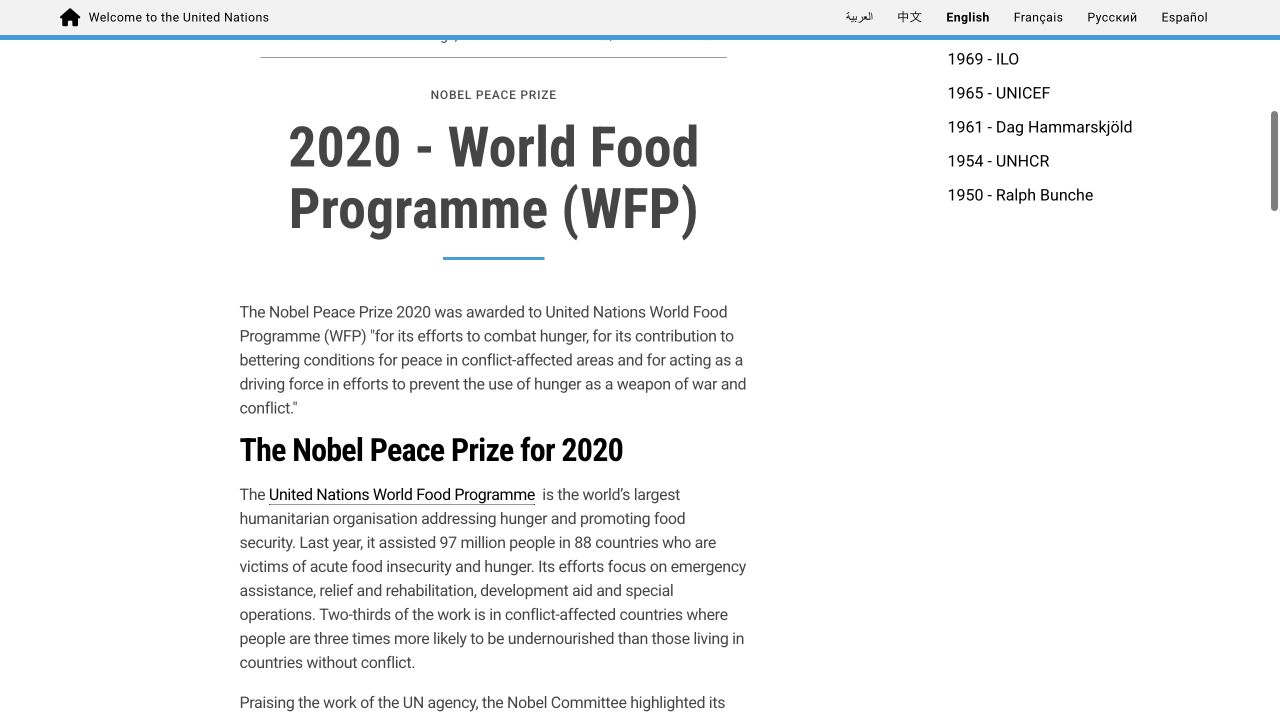 Welcome to the United Nations
العربية
中文
English
Français
Русский
Español
NOBEL PEACE PRIZE
2020 - World Food
Programme (WFP)
The Nobel Peace Prize 2020 was awarded to United Nations World Food
Programme (WFP) "for its efforts to combat hunger, for its contribution to
bettering conditions for peace in conflict-affected areas and for acting as a
driving force in efforts to prevent the use of hunger as a weapon of war and
conflict."
The Nobel Peace Prize for 2020
The United Nations World Food Programme is the world’s largest
humanitarian organisation addressing hunger and promoting food
security. Last year, it assisted 97 million people in 88 countries who are
victims of acute food insecurity and hunger. Its efforts focus on emergency
assistance, relief and rehabilitation, development aid and special
operations. Two-thirds of the work is in conflict-affected countries where
people are three times more likely to be undernourished than those living in
countries without conflict.
Praising the work of the UN agency, the Nobel Committee highlighted its
1969 - ILO
1965 - UNICEF
1961 - Dag Hammarskjöld
1954 - UNHCR
1950 - Ralph Bunche